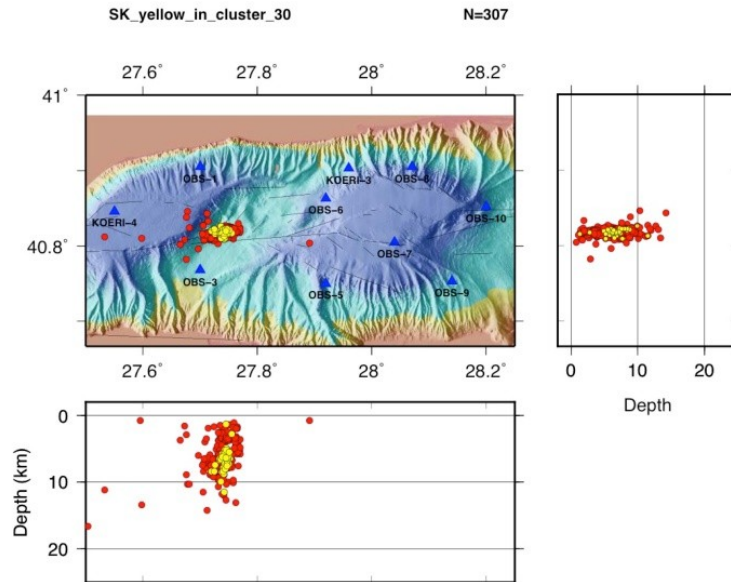 SK_yellow_in_cluster_30 N=307
27.6˚ 27.8˚ 28˚ 28.2˚
41˚
OBS-1 KOERI-3 OBS-8
KOERI-4 OBS-6 OBS-10
40.8˚
OBS-7
OBS-3 OBS-5 OBS-9
27.6˚ 27.8˚ 28˚ 28.2˚
0 10 20
Depth
Depth (km)
0
10
20